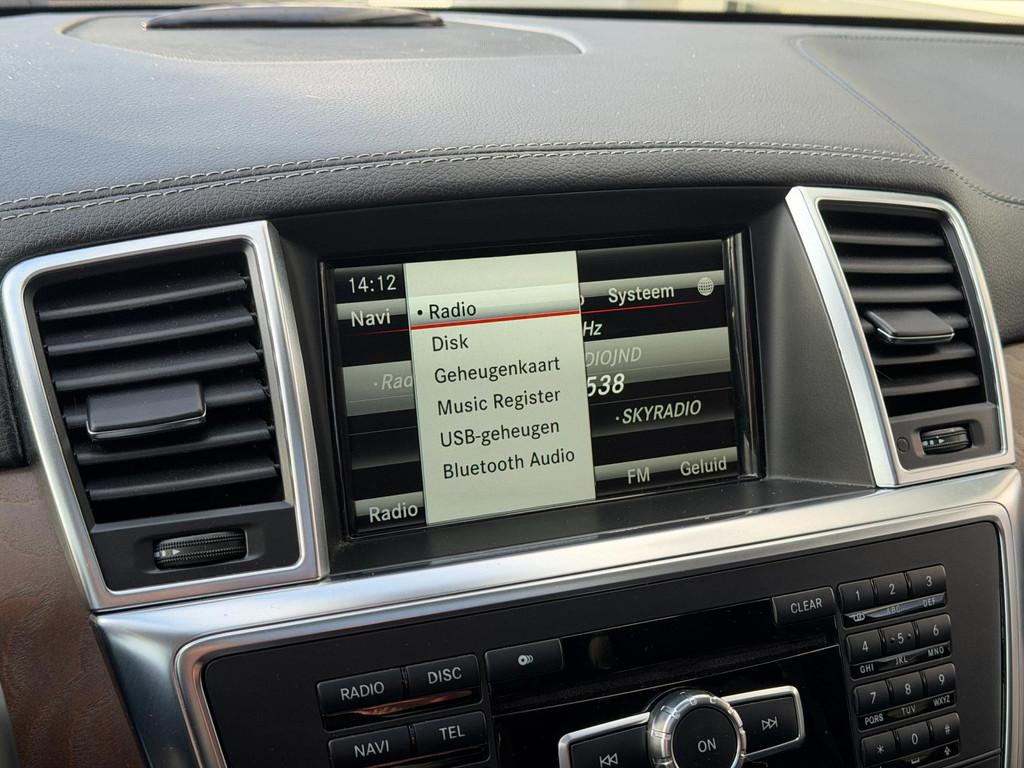 14:12
Navi
Systeem
• Radio
Hz
Disk
DIOJND
Geheugenkaart
• Rad
538
Music Register
•SKYRADIO
USB-geheugen
Bluetooth Audio
Radio
FM
Geluid
CLEAR
1 2 3
ABC DEF
4 -5- 6
GHI JKL MNO
7 8 9
PQRS TUV WXYZ
* 0 #
RADIO
DISC
NAVI
TEL
ON